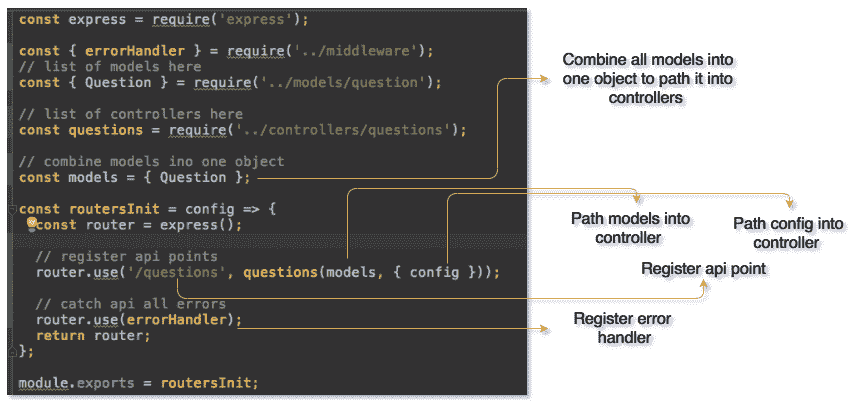 const express = require('express');
const { errorHandler } = require('../middleware');
// list of models here
const { Question } = require('../models/question');
// list of controllers here
const questions = require('../controllers/questions');
// combine models ino one object
const models = { Question };
const routersInit = config => {
const router = express();
// register api points
router.use('/questions', questions(models, { config }));
// catch api all errors
router.use(errorHandler);
return router;
};
module.exports = routersInit;
Combine all models into
one object to path it into
controllers
Path models into
controller
Path config into
controller
Register api point
Register error
handler